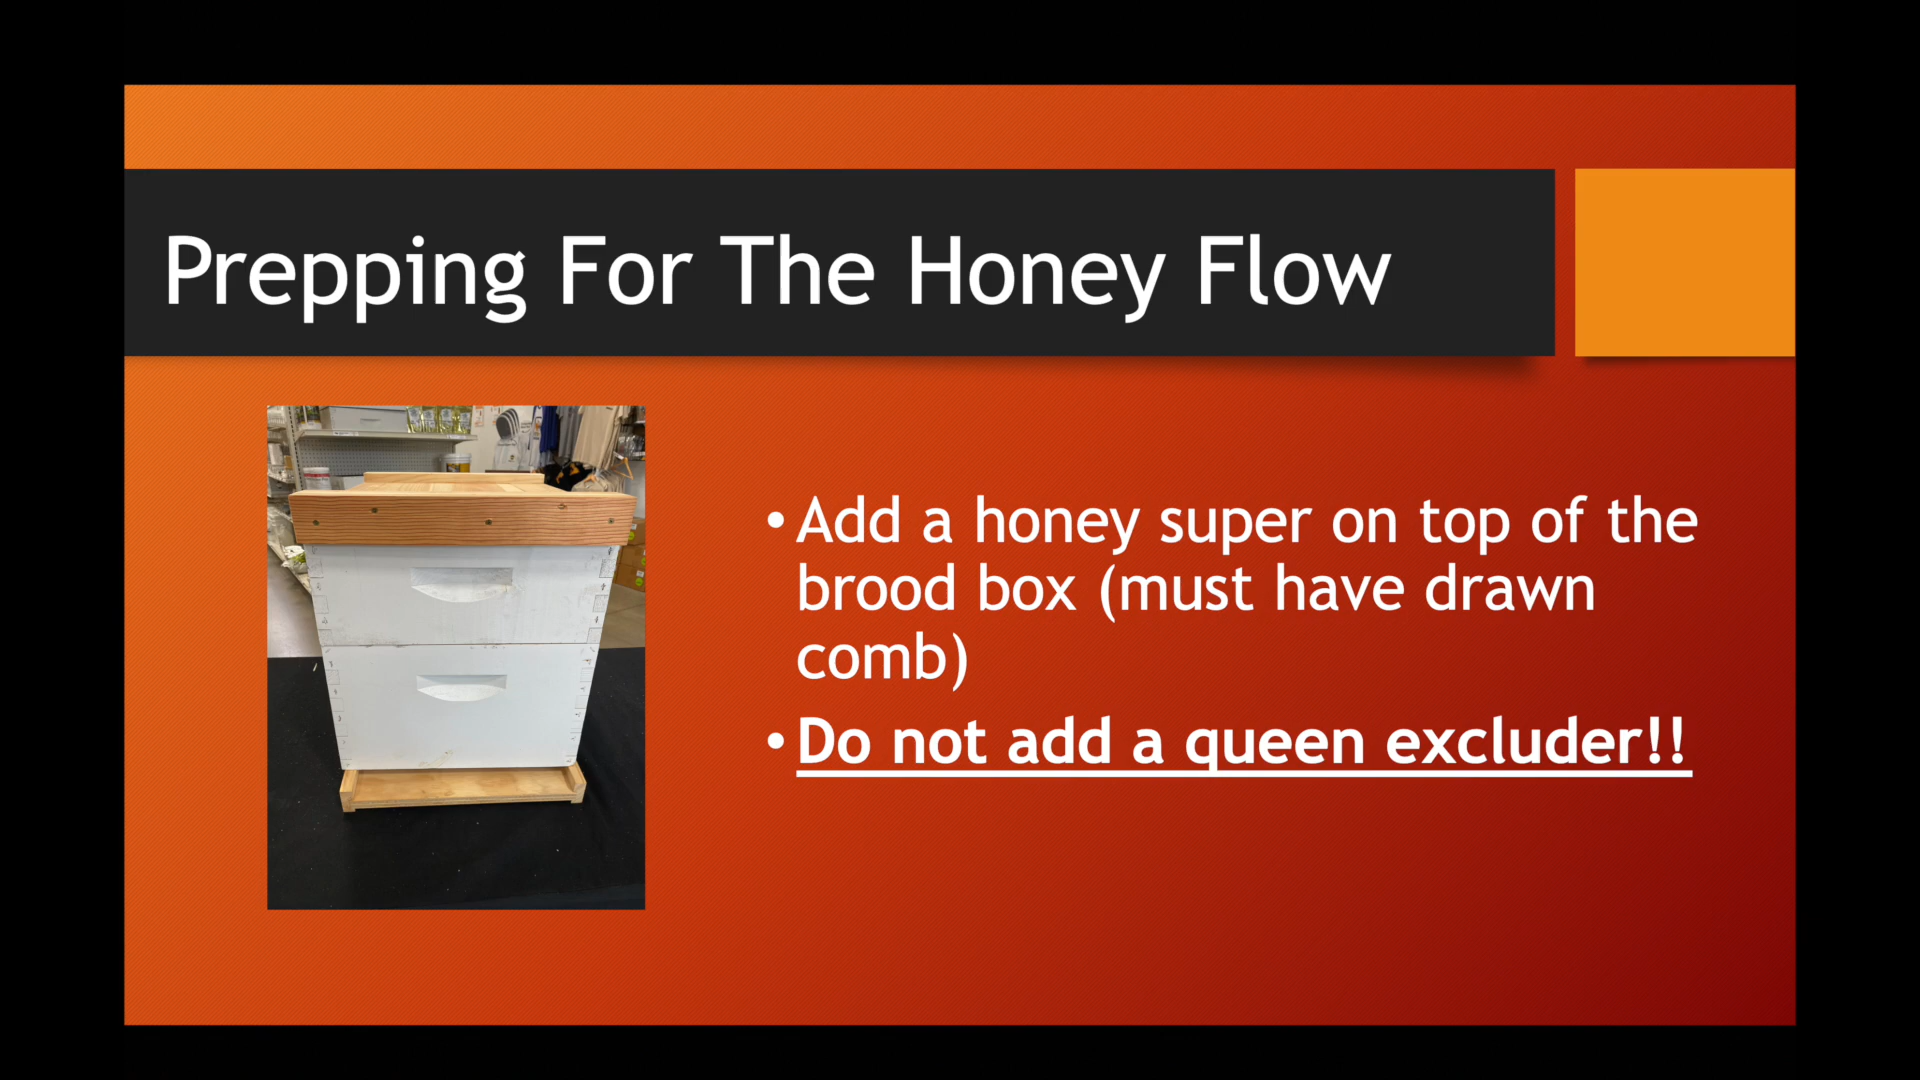 Prepping For The Honey Flow
• Add a honey super on top of the
brood box (must have drawn
comb)
• Do not add a queen excluder!!